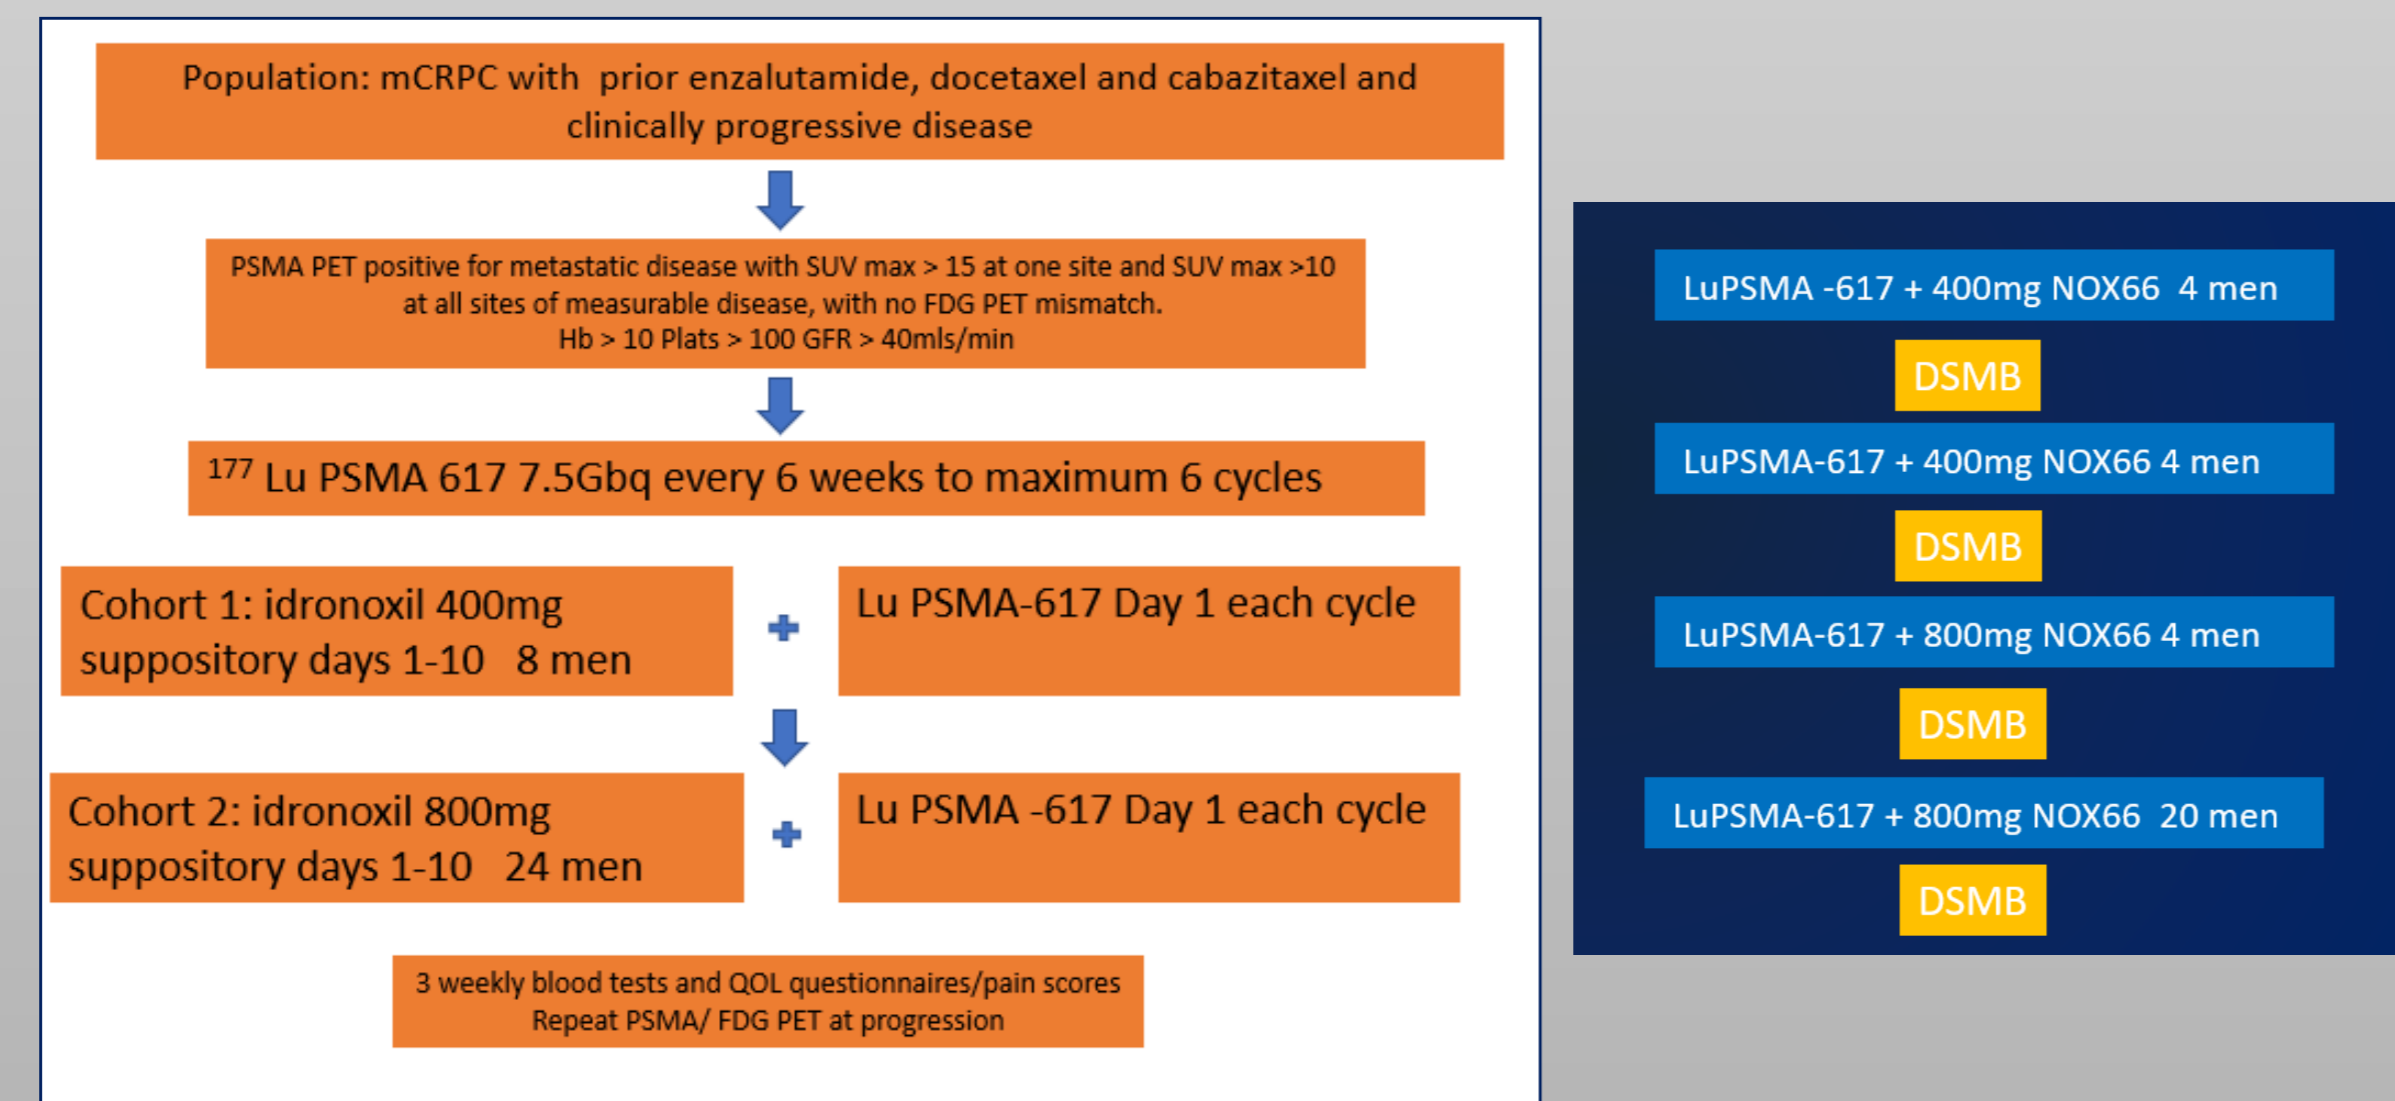 Population: mCRPC with prior enzalutamide, docetaxel and cabazitaxel and
clinically progressive disease
PSMA PET positive for metastatic disease with SUV max > 15 at one site and SUV max >10
at all sites of measurable disease, with no FDG PET mismatch.
Hb > 10 Plats > 100 GFR > 40mls/min
177 Lu PSMA 617 7.5Gbq every 6 weeks to maximum 6 cycles
Cohort 1: idronoxil 400mg
suppository days 1-10 8 men
Lu PSMA-617 Day 1 each cycle
Cohort 2: idronoxil 800mg
suppository days 1-10 24 men
Lu PSMA -617 Day 1 each cycle
3 weekly blood tests and QOL questionnaires/pain scores
Repeat PSMA/ FDG PET at progression
LuPSMA -617 + 400mg NOX66 4 men
DSMB
LuPSMA-617 + 400mg NOX66 4 men
DSMB
LuPSMA-617 + 800mg NOX66 4 men
DSMB
LuPSMA-617 + 800mg NOX66 20 men
DSMB